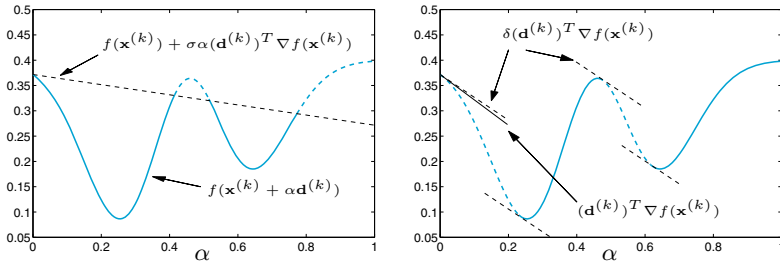 0.4
0.35
0.3
0.25
0.2
0.15
0.1
0.05
0 0.2 0.4 0.6 0.8 1
α
f(x^(k)) + σα(d^(k))^T ∇f(x^(k))
f(x^(k) + αd^(k))
0.5
0.45
0.4
0.35
0.3
0.25
0.2
0.15
0.1
0.05
0 0.2 0.4 0.6 0.8 1
α
δ(d^(k))^T ∇f(x^(k))
(d^(k))^T ∇f(x^(k))